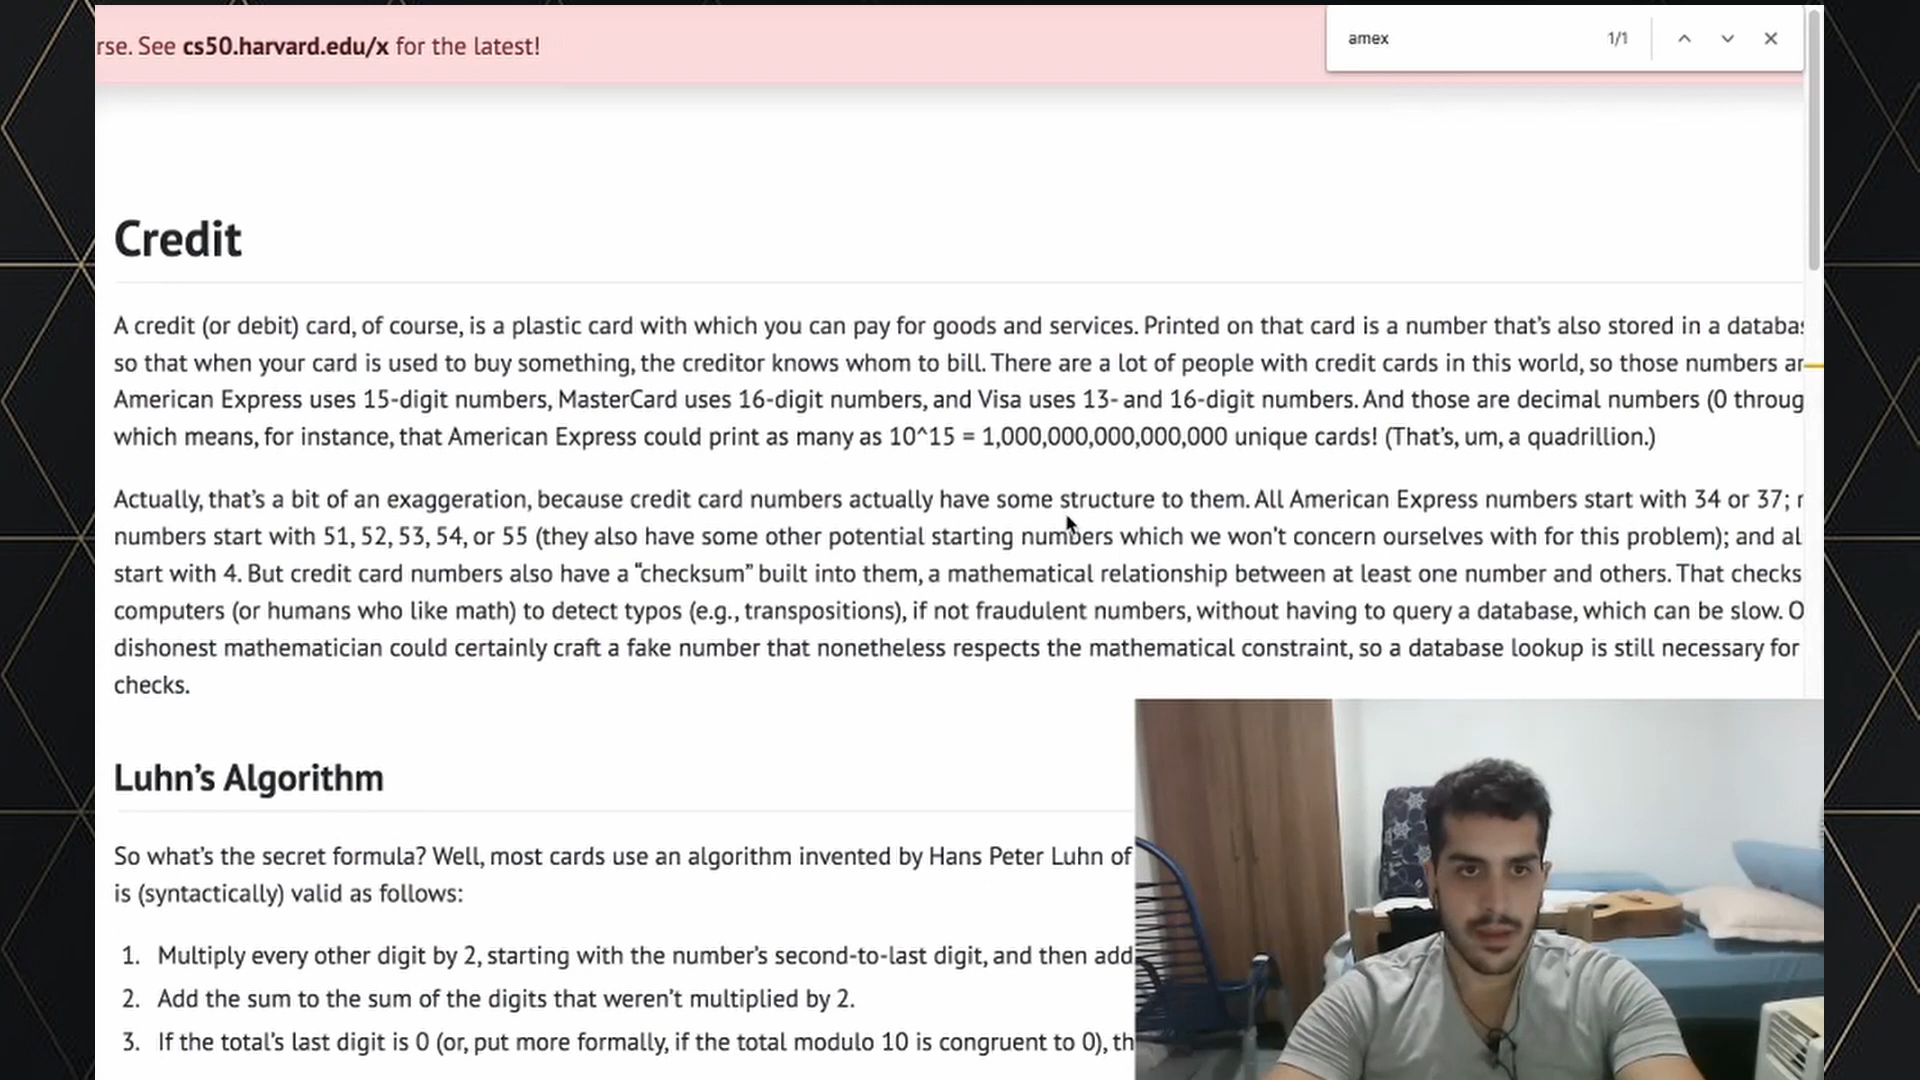 rse. See cs50.harvard.edu/x for the latest!
amex 1/1
Credit
A credit (or debit) card, of course, is a plastic card with which you can pay for goods and services. Printed on that card is a number that's also stored in a
so that when your card is used to buy something, the creditor knows whom to bill. There are a lot of people with credit cards in this world, so those numbers
American Express uses 15-digit numbers, MasterCard uses 16-digit numbers, and Visa uses 13- and 16-digit numbers. And those are decimal numbers (0
which means, for instance, that American Express could print as many as 10^15 = 1,000,000,000,000,000 unique cards! (That's, um, a quadrillion.)
Actually, that's a bit of an exaggeration, because credit card numbers actually have some structure to them. All American Express numbers start with 34 or 37;
numbers start with 51, 52, 53, 54, or 55 (they also have some other potential starting numbers which we won't concern ourselves with for this problem); and
start with 4. But credit card numbers also have a “checksum” built into them, a mathematical relationship between at least one number and others. That
computers (or humans who like math) to detect typos (e.g., transpositions), if not fraudulent numbers, without having to query a database, which can be slow.
dishonest mathematician could certainly craft a fake number that nonetheless respects the mathematical constraint, so a database lookup is still necessary for
checks.
Luhn's Algorithm
So what's the secret formula? Well, most cards use an algorithm invented by Hans Peter Luhn of
is (syntactically) valid as follows:
1. Multiply every other digit by 2, starting with the number's second-to-last digit, and then add
2. Add the sum to the sum of the digits that weren't multiplied by 2.
3. If the total's last digit is 0 (or, put more formally, if the total modulo 10 is congruent to 0),